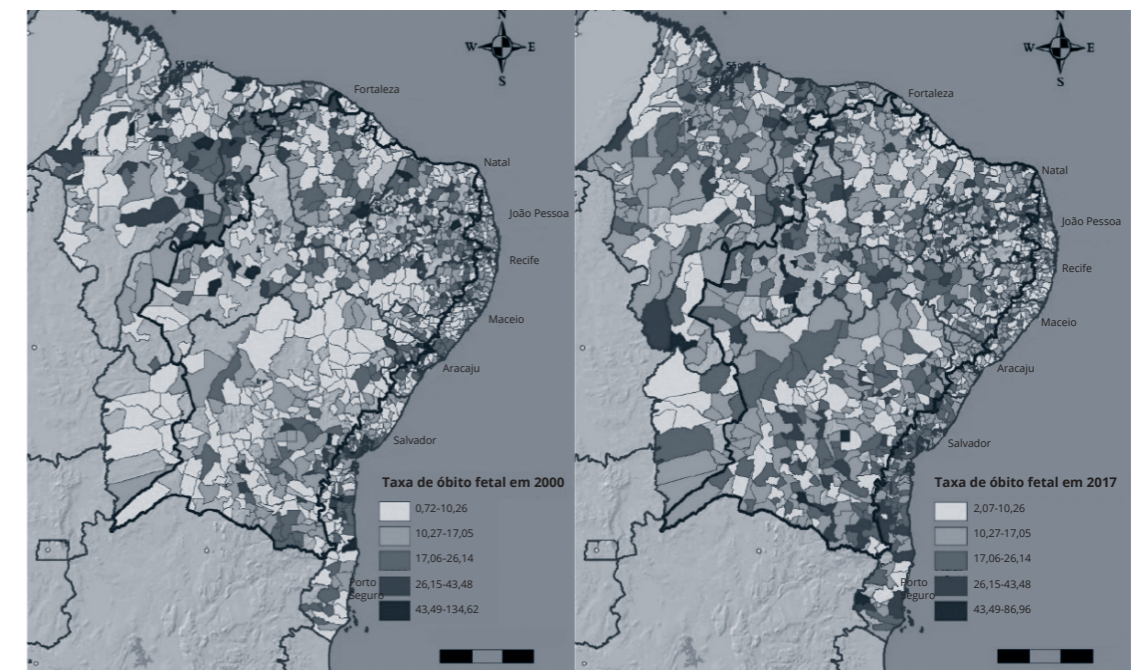 N
W
E
S
São Luís
Fortaleza
Natal
João Pessoa
Recife
Maceio
Aracaju
Salvador
Porto
Seguro
Taxa de óbito fetal em 2000
0,72-10,26
10,27-17,05
17,06-26,14
26,15-43,48
43,49-134,62
N
W
E
S
Fortaleza
Natal
João Pessoa
Recife
Maceio
Aracaju
Salvador
Porto
Seguro
Taxa de óbito fetal em 2017
2,07-10,26
10,27-17,05
17,06-26,14
26,15-43,48
43,49-86,96